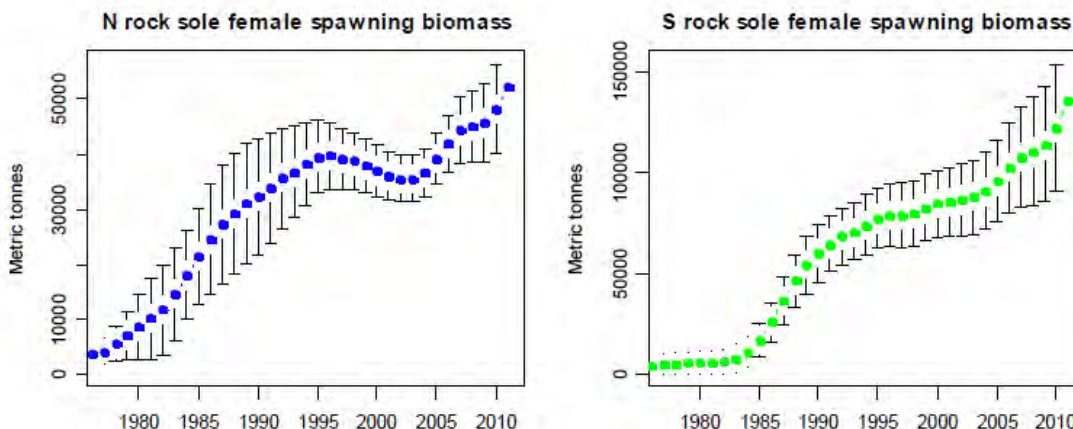 N rock sole female spawning biomass
Metric tonnes
50000
30000
10000
0
1980 1985 1990 1995 2000 2005 2010
S rock sole female spawning biomass
Metric tonnes
150000
100000
50000
0
1980 1985 1990 1995 2000 2005 2010